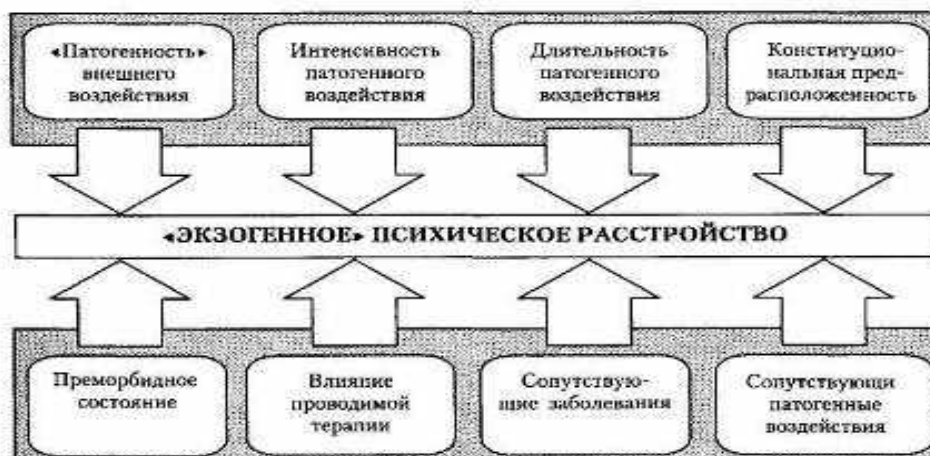 «Патогенность»
внешнего
воздействия
Интенсивность
патогенного
воздействия
Длительность
патогенного
воздействия
Конституцио-
нальная пред-
расположенность
«ЭКЗОГЕННОЕ» ПСИХИЧЕСКОЕ РАССТРОЙСТВО
Преморбидное
состояние
Влияние
проводимой
терапии
Сопутствую-
щие заболевания
Сопутствующи
патогенные
воздействия